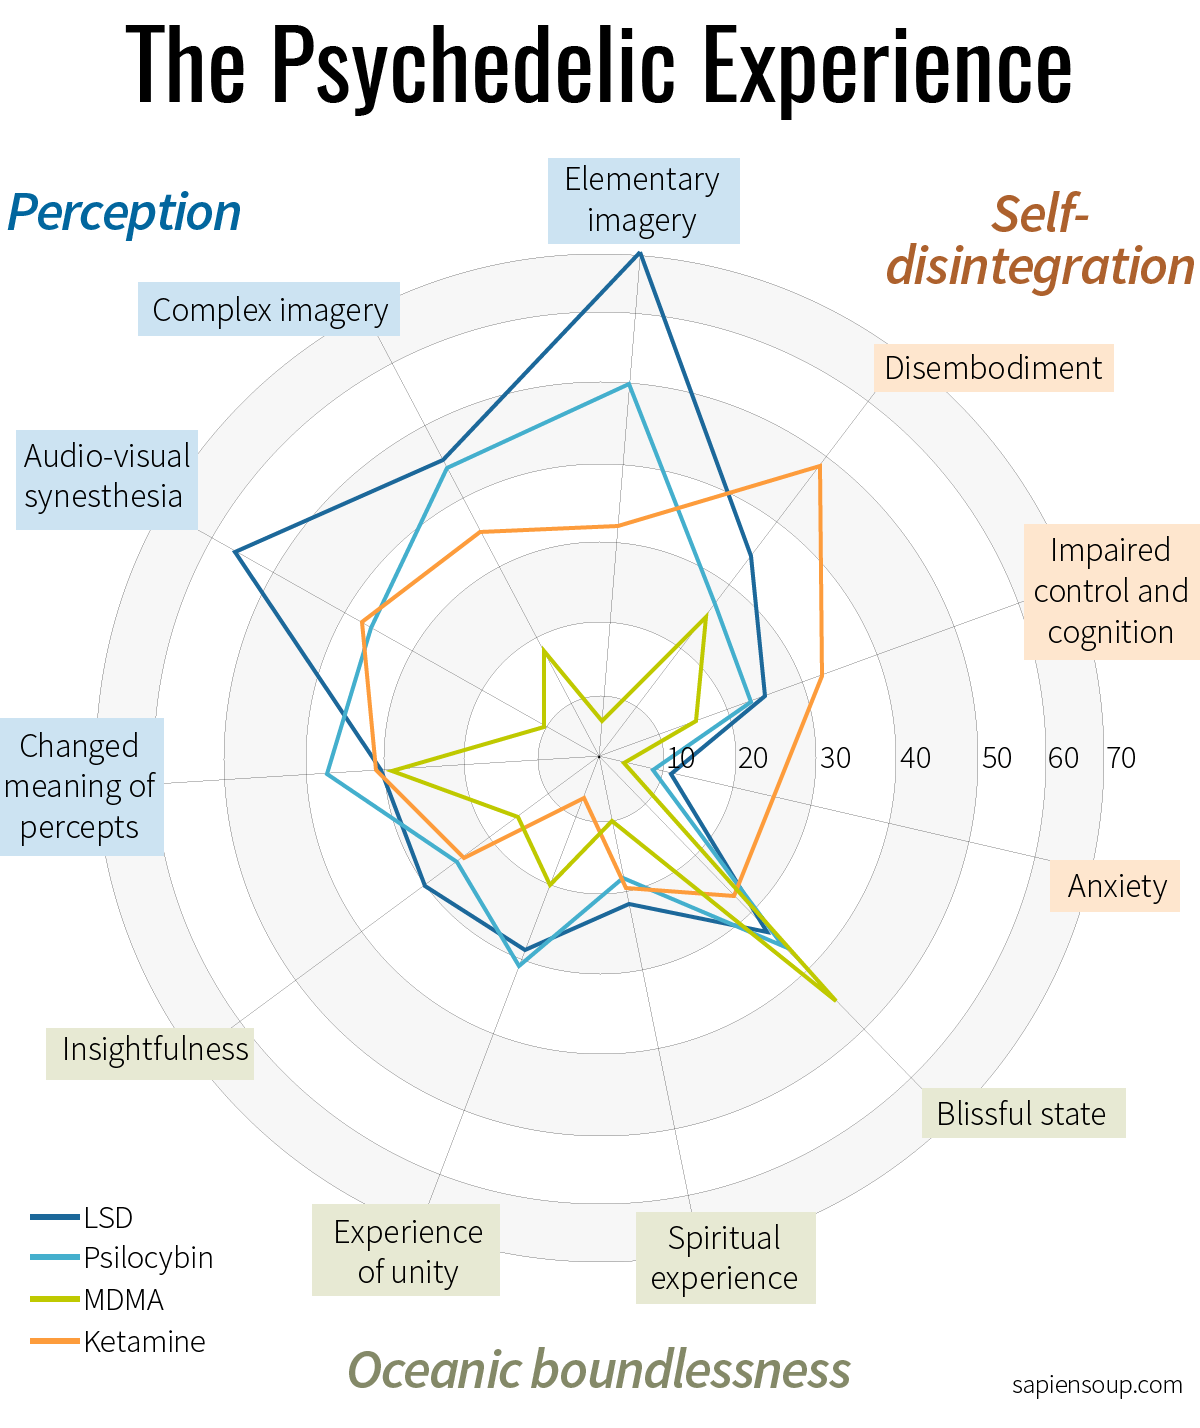 The Psychedelic Experience
Perception
Self-
disintegration
Oceanic boundlessness
Elementary
imagery
Complex imagery
Audio-visual
synesthesia
Changed
meaning of
percepts
Disembodiment
Impaired
control and
cognition
Anxiety
10 20 30 40 50 60 70
Blissful state
Spiritual
experience
Experience
of unity
Insightfulness
LSD
Psilocybin
MDMA
Ketamine
sapiensoup.com